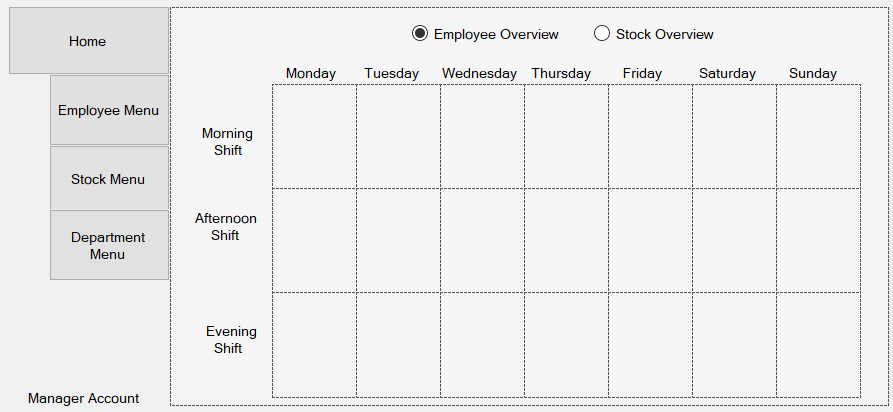 Home
Employee Menu
Stock Menu
Department
Menu
Manager Account
Employee Overview
Stock Overview
Monday Tuesday Wednesday Thursday Friday Saturday Sunday
Morning
Shift
Afternoon
Shift
Evening
Shift